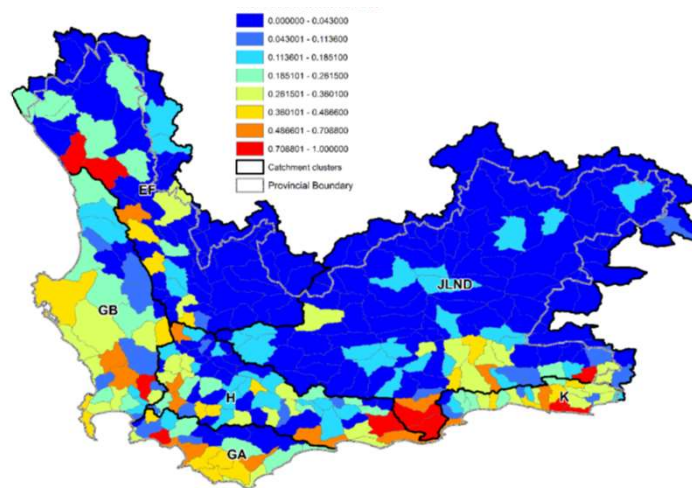 0.000000 - 0.043000
0.043001 - 0.113600
0.113601 - 0.185100
0.185101 - 0.261500
0.261501 - 0.360100
0.360101 - 0.486600
0.486601 - 0.708800
0.708801 - 1.000000
Catchment clusters
Provincial Boundary
EF
JLND
GB
H
K
GA